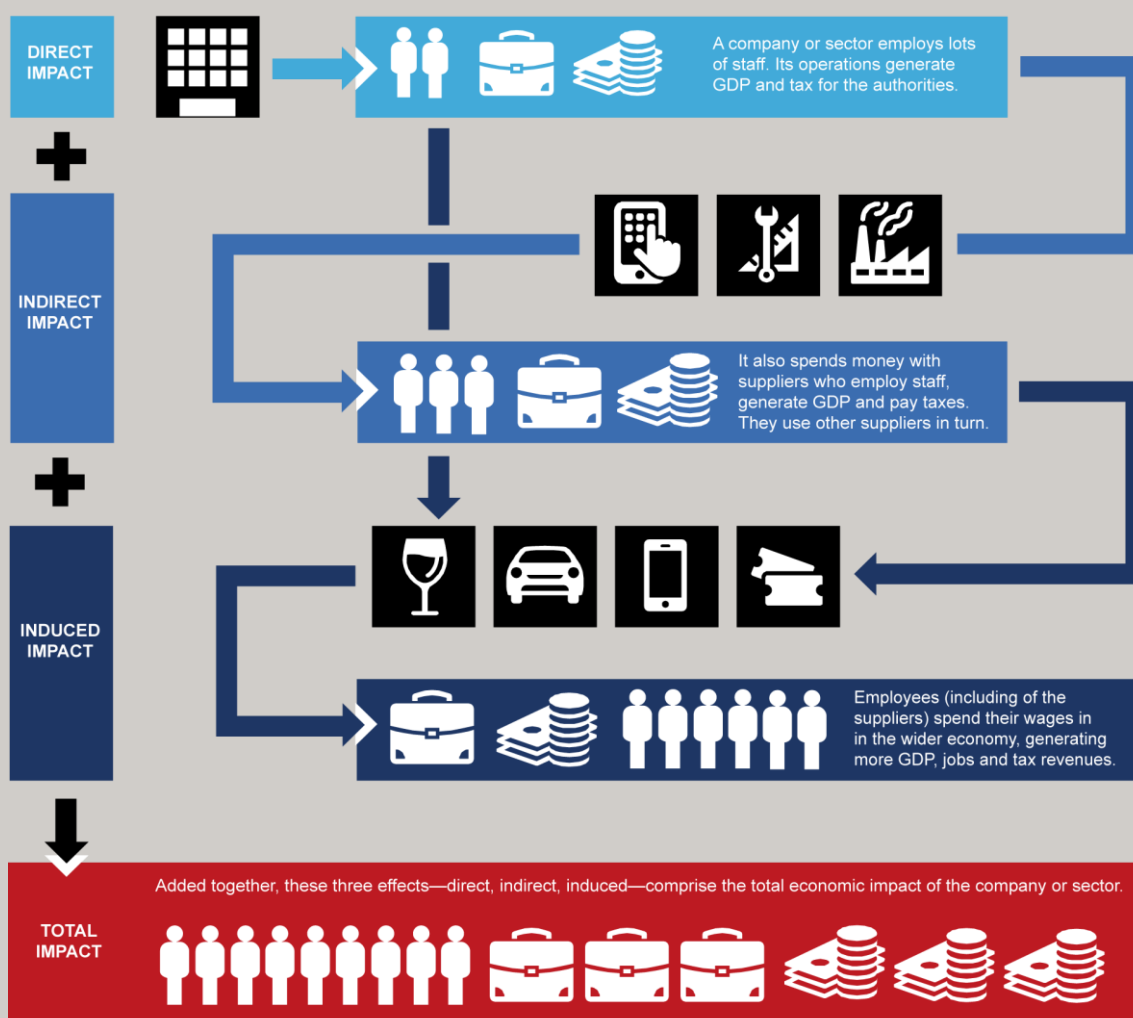 DIRECT
IMPACT
A company or sector employs lots
of staff. Its operations generate
GDP and tax for the authorities.
INDIRECT
IMPACT
It also spends money with
suppliers who employ staff,
generate GDP and pay taxes.
They use other suppliers in turn.
INDUCED
IMPACT
Employees (including of the
suppliers) spend their wages in
in the wider economy, generating
more GDP, jobs and tax revenues.
Added together, these three effects—direct, indirect, induced—comprise the total economic impact of the company or sector.
TOTAL
IMPACT